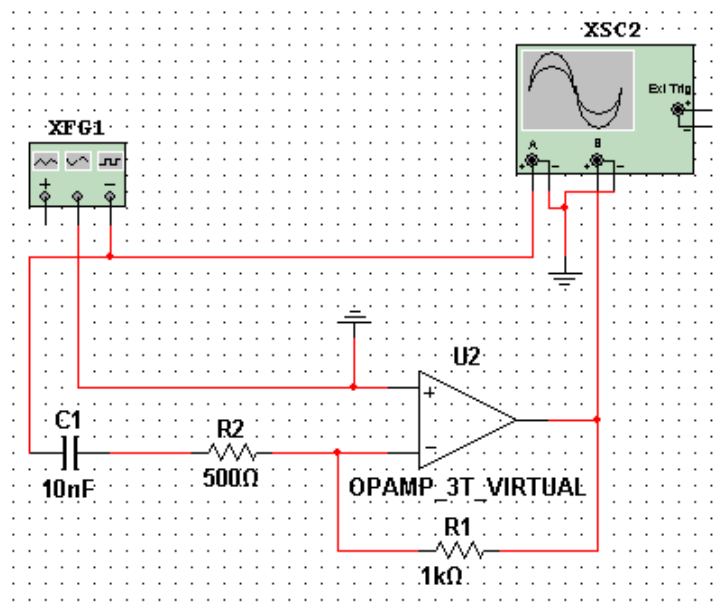 XSC2
Ext Trig
+
-
A
B
+ - + -
XFG1
+ -
U2
+
-
C1
10nF
R2
500Ω
OPAMP_3T_VIRTUAL
R1
1kΩ